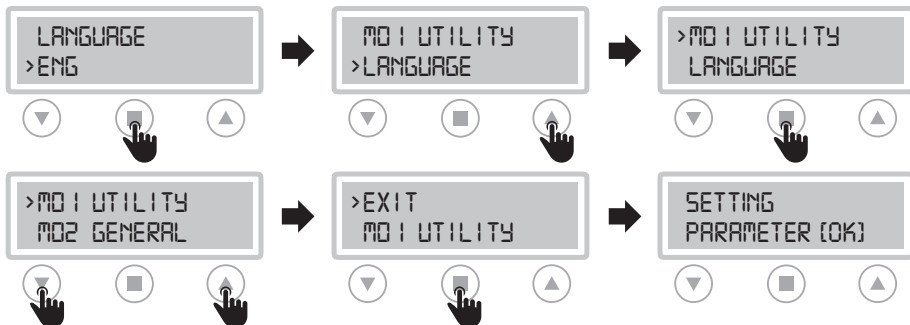 LANGUAGE
>ENG
M01 UTILITY
>LANGUAGE
>M01 UTILITY
LANGUAGE
>M01 UTILITY
M02 GENERAL
>EXIT
M01 UTILITY
SETTING
PARAMETER [OK]